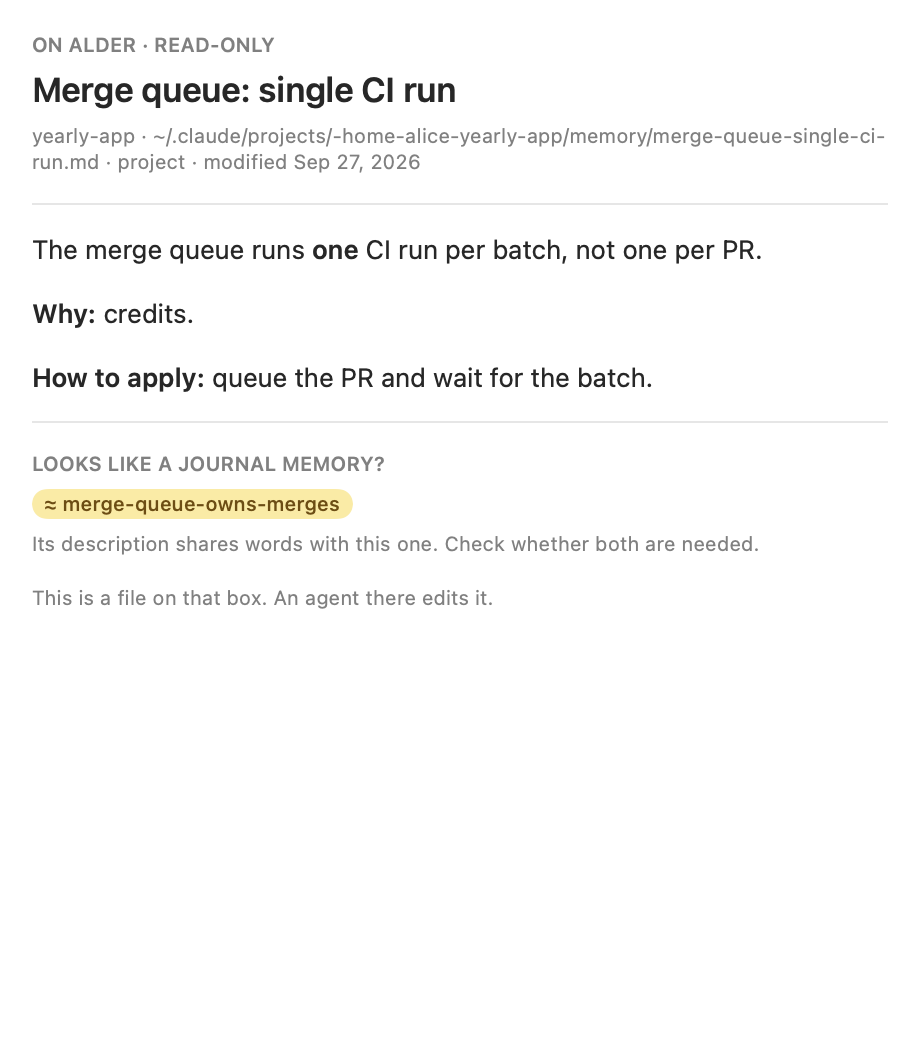 ON ALDER · READ-ONLY
Merge queue: single CI run
yearly-app · ~/.claude/projects/-home-alice-yearly-app/memory/merge-queue-single-ci-
run.md · project · modified Sep 27, 2026
The merge queue runs one CI run per batch, not one per PR.
Why: credits.
How to apply: queue the PR and wait for the batch.
LOOKS LIKE A JOURNAL MEMORY?
≈ merge-queue-owns-merges
Its description shares words with this one. Check whether both are needed.
This is a file on that box. An agent there edits it.